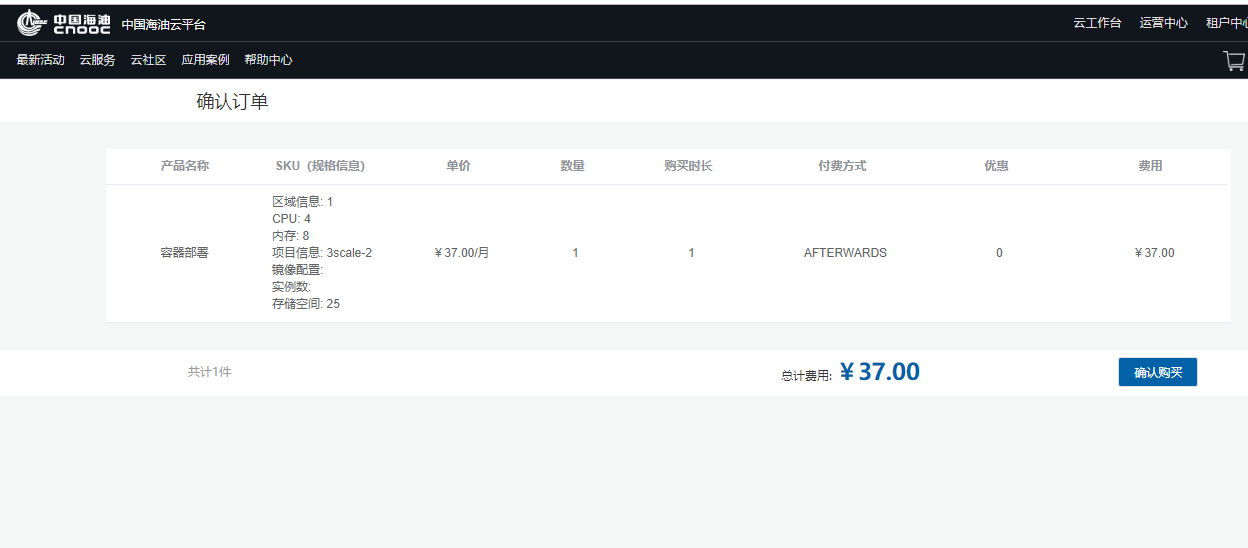 中国海油
CNOOC
中国海油云平台
云工作台 运营中心 租户中心
最新活动 云服务 云社区 应用案例 帮助中心
确认订单
产品名称 SKU（规格信息） 单价 数量 购买时长 付费方式 优惠 费用
区域信息: 1
CPU: 4
内存: 8
容器部署 项目信息: 3scale-2 ￥37.00/月 1 1 AFTERWARDS 0 ￥37.00
镜像配置:
实例数:
存储空间: 25
共计1件 总计费用: ￥37.00 确认购买